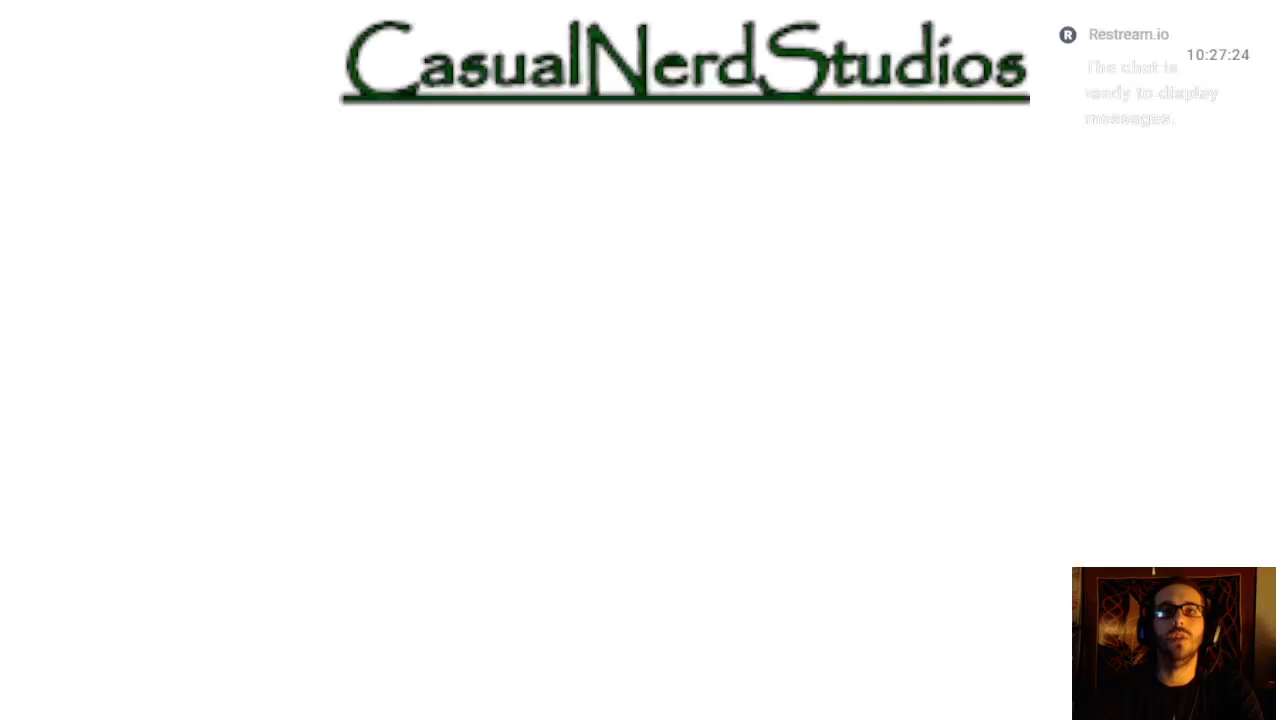 CasualNerdStudios
Restream.io
10:27:24
The chat is
ready to display
messages.